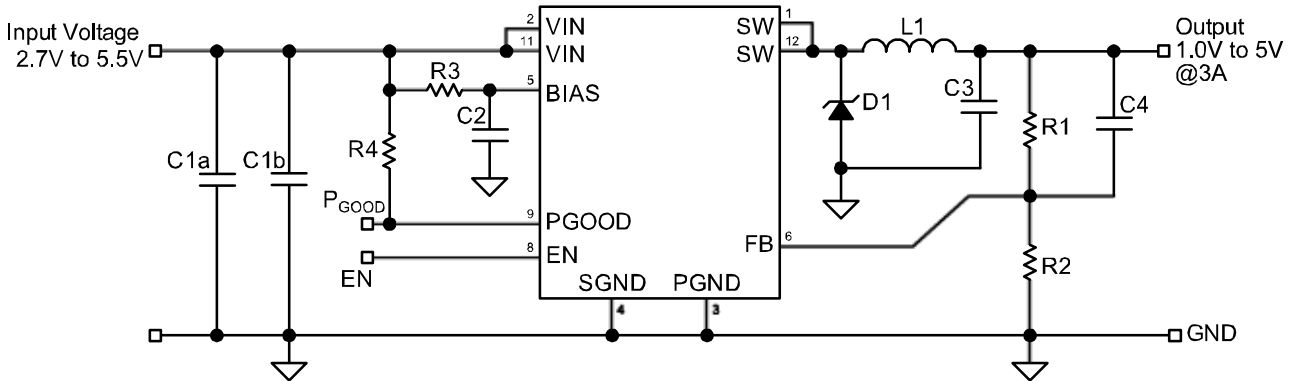 Input Voltage
2.7V to 5.5V
2
VIN
11
VIN
5
BIAS
9
PGOOD
8
EN
SGND
4
PGND
3
SW
1
SW
12
FB
6
R3
C2
R4
C1a
C1b
PGOOD
EN
L1
D1
C3
R1
C4
R2
Output
1.0V to 5V
@3A
GND